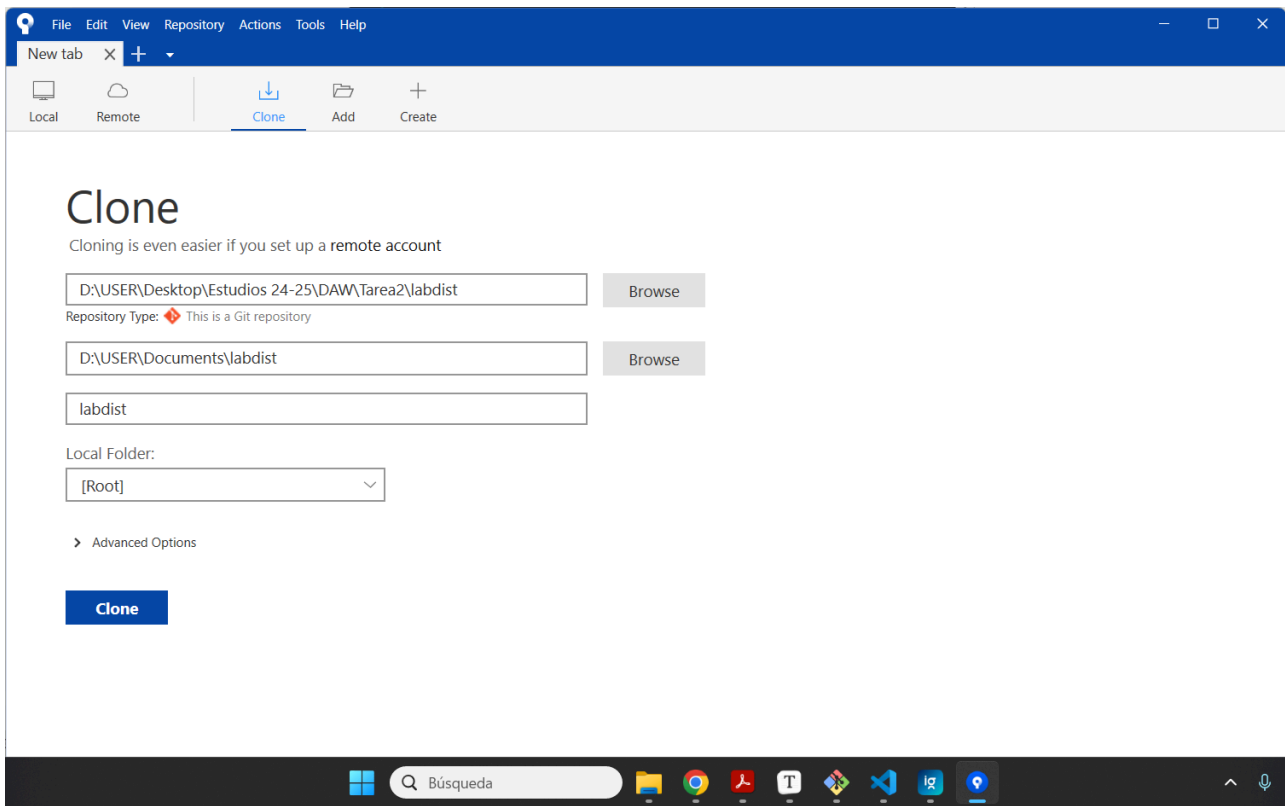 File Edit View Repository Actions Tools Help
New tab
Local Remote Clone Add Create
Clone
Cloning is even easier if you set up a remote account
D:\USER\Desktop\Estudios 24-25\DAW\Tarea2\labdist Browse
Repository Type: This is a Git repository
D:\USER\Documents\labdist Browse
labdist
Local Folder:
[Root]
Advanced Options
Clone
Búsqueda T ig